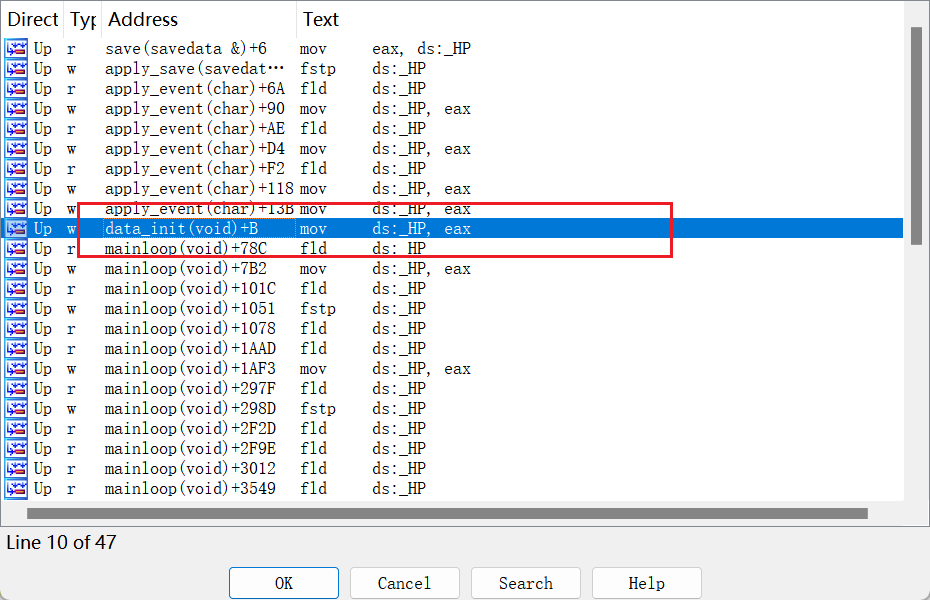 Direct Typ Address Text
Up r save(savedata &)+6 mov eax, ds:_HP
Up w apply_save(savedat… fstp ds:_HP
Up r apply_event(char)+6A fld ds:_HP
Up w apply_event(char)+90 mov ds:_HP, eax
Up r apply_event(char)+AE fld ds:_HP
Up w apply_event(char)+D4 mov ds:_HP, eax
Up r apply_event(char)+F2 fld ds:_HP
Up w apply_event(char)+118 mov ds:_HP, eax
Up w apply_event(char)+13B mov ds:_HP, eax
Up w data_init(void)+B mov ds:_HP, eax
Up r mainloop(void)+78C fld ds:_HP
Up w mainloop(void)+7B2 mov ds:_HP, eax
Up r mainloop(void)+101C fld ds:_HP
Up w mainloop(void)+1051 fstp ds:_HP
Up r mainloop(void)+1078 fld ds:_HP
Up r mainloop(void)+1AAD fld ds:_HP
Up w mainloop(void)+1AF3 mov ds:_HP, eax
Up r mainloop(void)+297F fld ds:_HP
Up w mainloop(void)+298D fstp ds:_HP
Up r mainloop(void)+2F2D fld ds:_HP
Up r mainloop(void)+2F9E fld ds:_HP
Up r mainloop(void)+3012 fld ds:_HP
Up r mainloop(void)+3549 fld ds:_HP
Line 10 of 47
OK Cancel Search Help